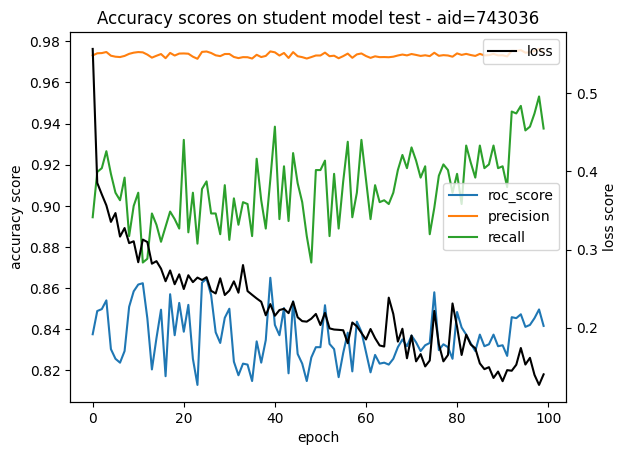 Accuracy scores on student model test - aid=743036
0.98
0.96
0.94
0.92
0.90
0.88
0.86
0.84
0.82
accuracy score
loss
roc_score
precision
recall
0.5
0.4
0.3
0.2
loss score
0
20
40
60
80
100
epoch